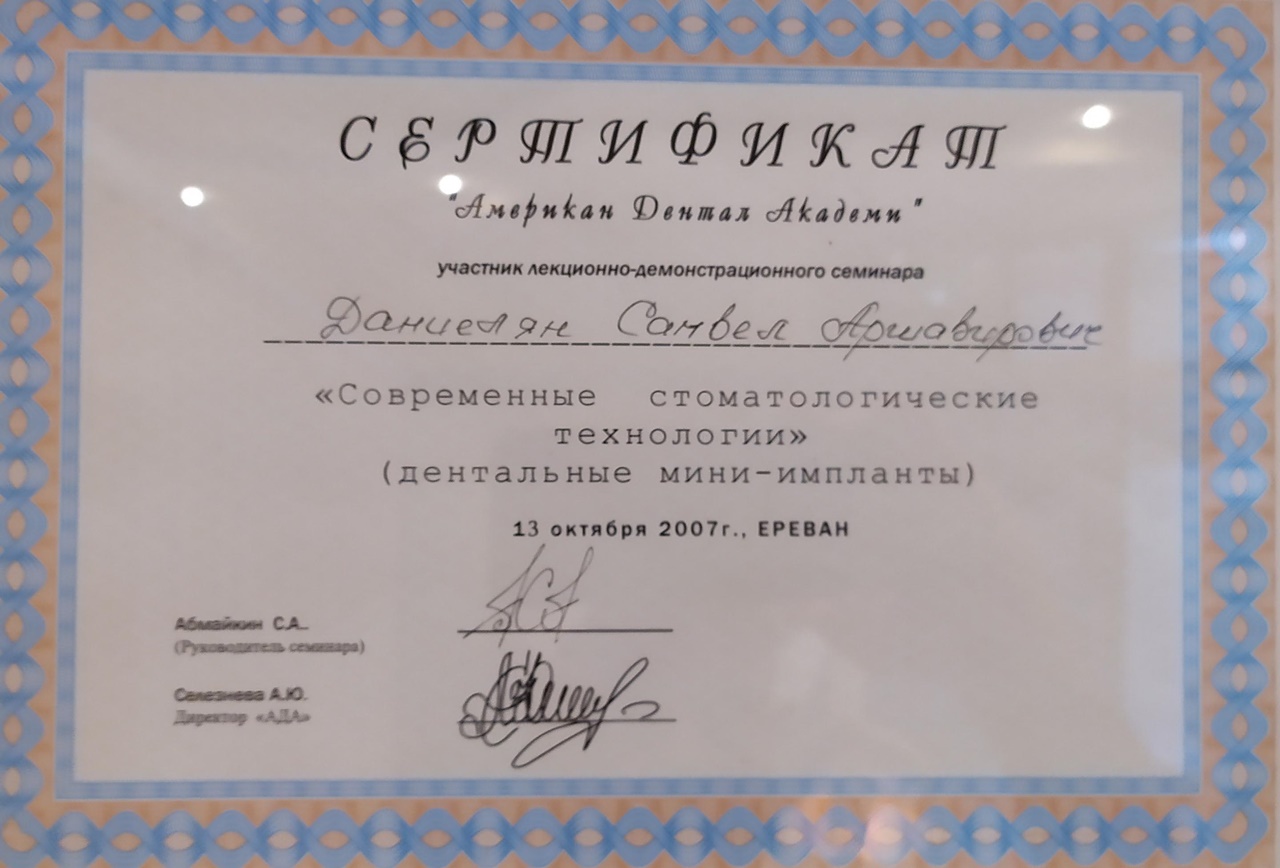 СЕРТИФИКАТ
"Американ Дентал Академи"
участник лекционно-демонстрационного семинара
Даниелян Самвел Аршавирович
«Современные стоматологические
технологии»
(дентальные мини-импланты)
13 октября 2007г., ЕРЕВАН
Абмайкин С.А.
(Руководитель семинара)
Селезнева А.Ю.
Директор «АДА»